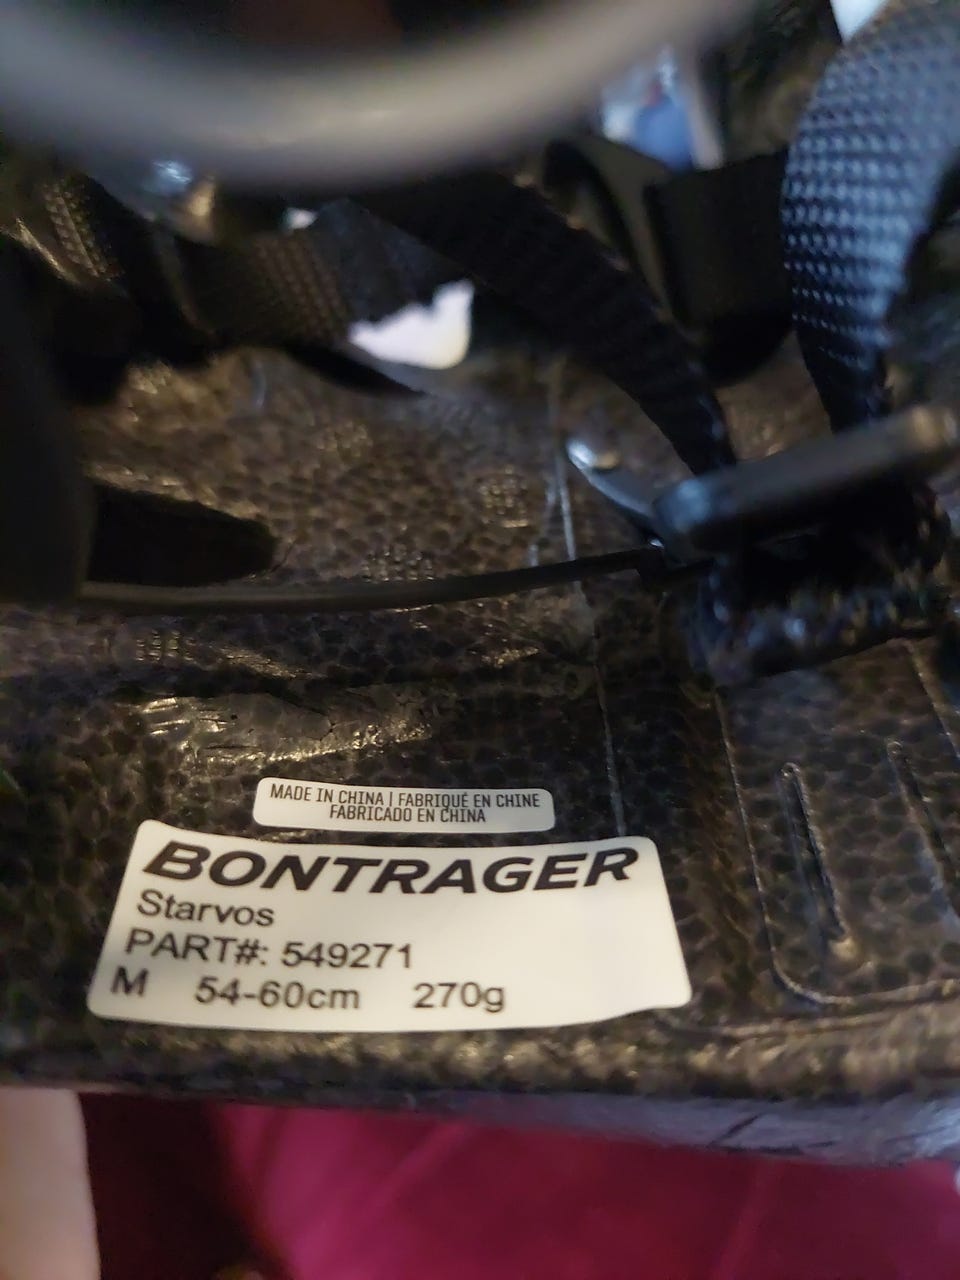 MADE IN CHINA | FABRIQUÉ EN CHINE
FABRICADO EN CHINA
BONTRAGER
Starvos
PART#: 549271
M 54-60cm 270g